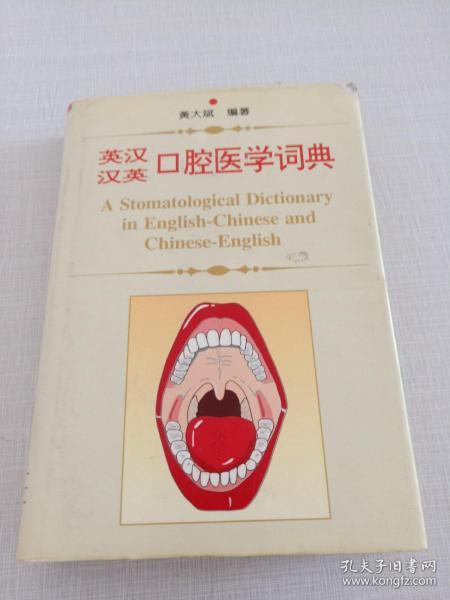 黄大斌 编著
英汉
汉英 口腔医学词典
A Stomatological Dictionary
in English-Chinese and
Chinese-English
孔夫子旧书网
www.kongfz.com